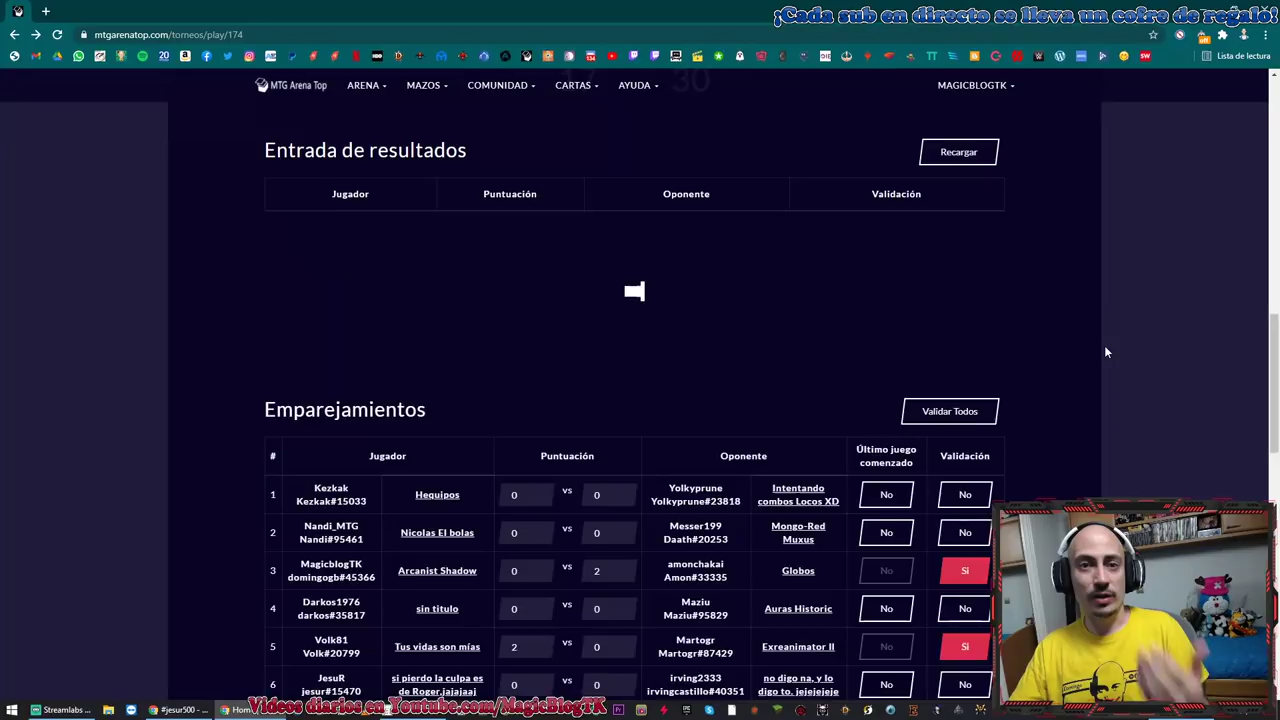 ¡Cada sub en directo se lleva un cofre de regalo!
mtgarenatop.com/torneos/play/174
Lista de lectura
MTG Arena Top
ARENA
MAZOS
COMUNIDAD
CARTAS
AYUDA
30
MAGICBLOGTK
Entrada de resultados
Recargar
Jugador Puntuación Oponente Validación
Emparejamientos
Validar Todos
# Jugador Puntuación Oponente Último juego comenzado Validación
1 Kezkak Kezkak#15033 Hequipos 0 vs 0 Yolkyprune Yolkyprune#23818 Intentando combos Locos XD No No
2 Nandi_MTG Nandi#95461 Nicolas El bolas 0 vs 0 Messer199 Daath#20253 Mongo-Red Muxus No No
3 MagicblogTK domingogb#45366 Arcanist Shadow 0 vs 2 amonchakai Amon#33335 Globos No Si
4 Darkos1976 darkos#35817 sin titulo 0 vs 0 Maziu Maziu#95829 Auras Historic No No
5 Volk81 Volk#20799 Tus vidas son mías 2 vs 0 Martogr Martogr#87429 Exreanimator II No Si
6 JesuR jesur#15470 si pierdo la culpa es de Roger,jajajaaj 0 vs 0 irving2333 irvingcastillo#40351 no digo na, y lo digo to. jejejejeje No No
Streamlabs ...
#jesur500 -
Hom